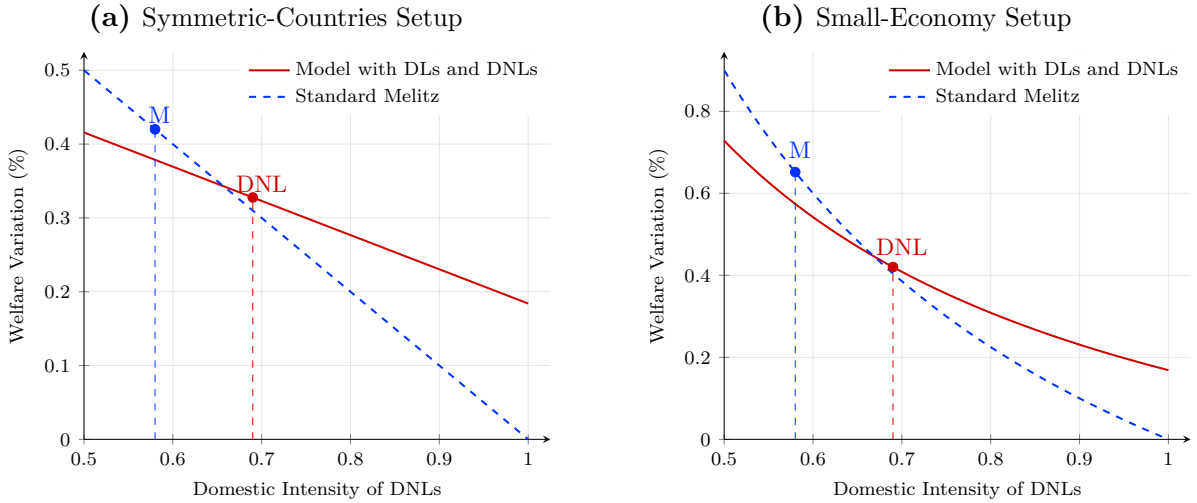 (a) Symmetric-Countries Setup
Model with DLs and DNLs
Standard Melitz
M
DNL
Welfare Variation (%)
0.5
0.4
0.3
0.2
0.1
0
0.5 0.6 0.7 0.8 0.9 1
Domestic Intensity of DNLs
(b) Small-Economy Setup
Model with DLs and DNLs
Standard Melitz
M
DNL
Welfare Variation (%)
0.8
0.6
0.4
0.2
0
0.5 0.6 0.7 0.8 0.9 1
Domestic Intensity of DNLs